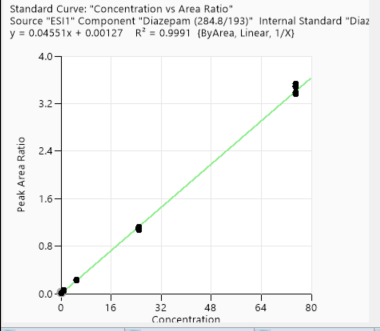 Standard Curve: "Concentration vs Area Ratio"
Source "ESI1" Component "Diazepam (284.8/193)" Internal Standard "Diaz
y = 0.04551x + 0.00127 R² = 0.9991 (ByArea, Linear, 1/X)
4.0
3.2
2.4
1.6
0.8
0.0
Peak Area Ratio
0 16 32 48 64 80
Concentration